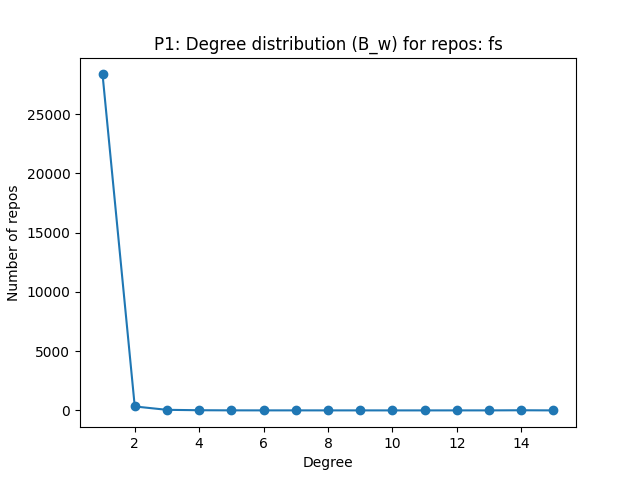 P1: Degree distribution (B_w) for repos: fs
Number of repos
25000
20000
15000
10000
5000
0
2 4 6 8 10 12 14
Degree